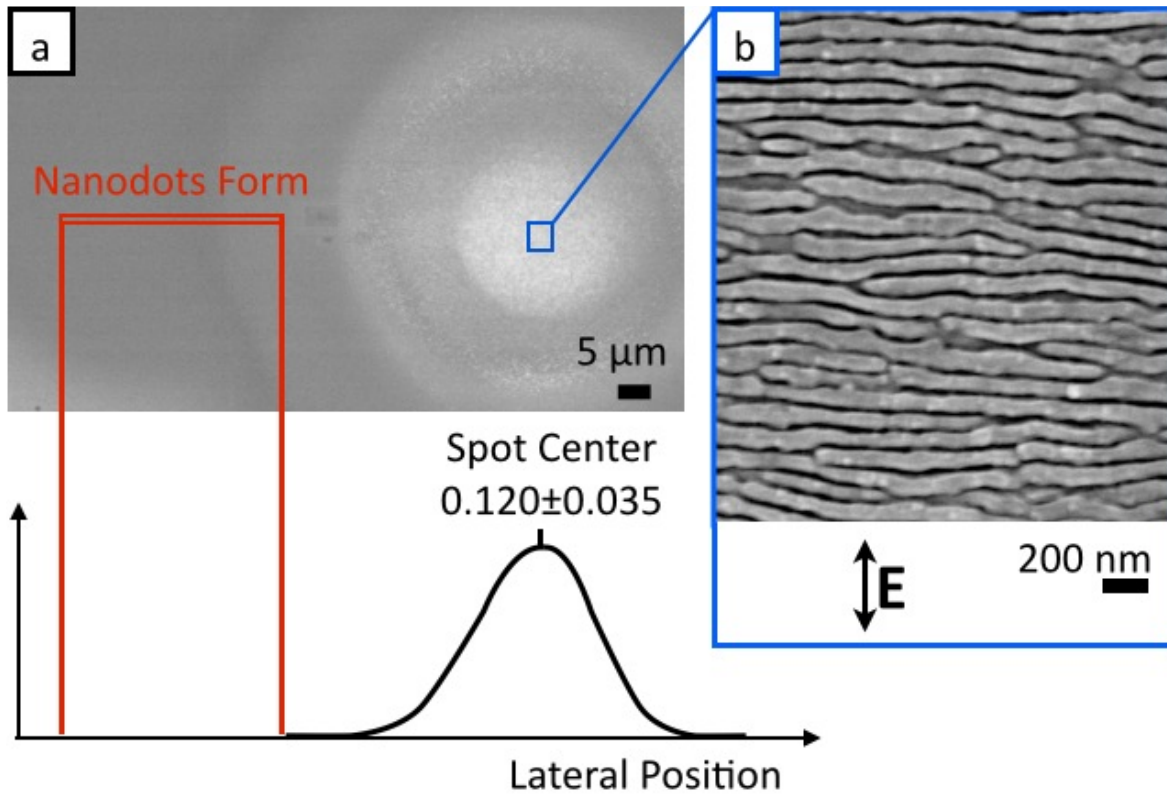 a
Nanodots Form
5 µm
Spot Center
0.120±0.035
Lateral Position
b
E
200 nm